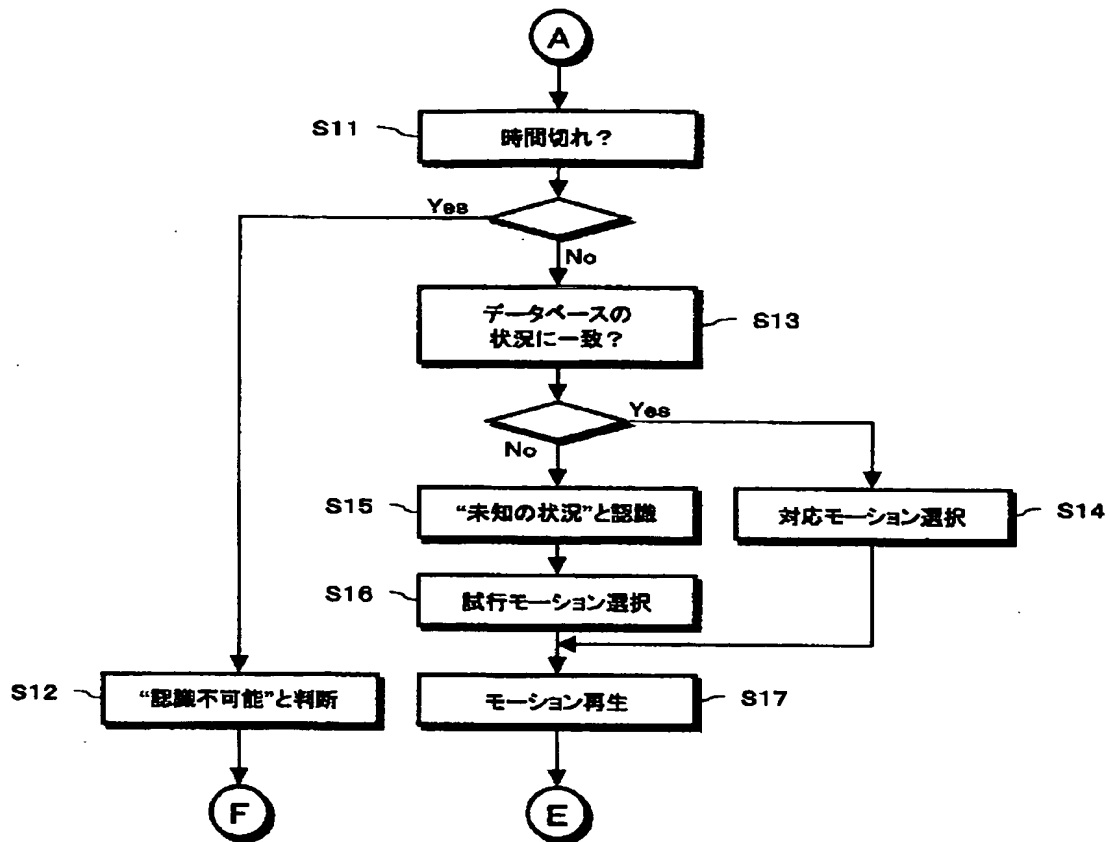 A
S11
時間切れ？
Yes
No
データベースの
状況に一致？
S13
Yes
No
S15
“未知の状況”と認識
対応モーション選択
S14
S16
試行モーション選択
S12
“認識不可能”と判断
モーション再生
S17
F
E